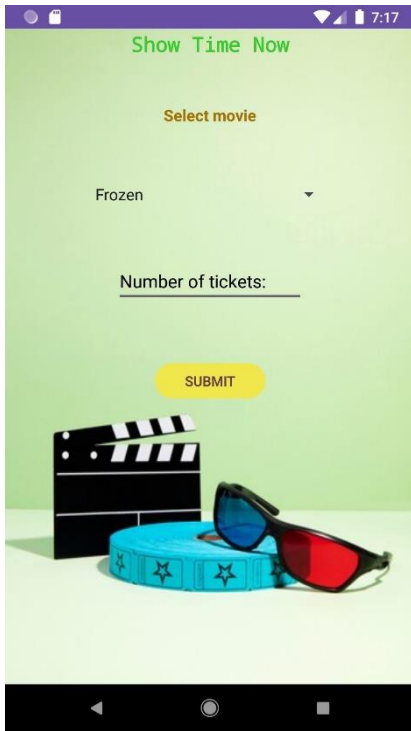 7:17
Show Time Now
Select movie
Frozen
Number of tickets:
SUBMIT